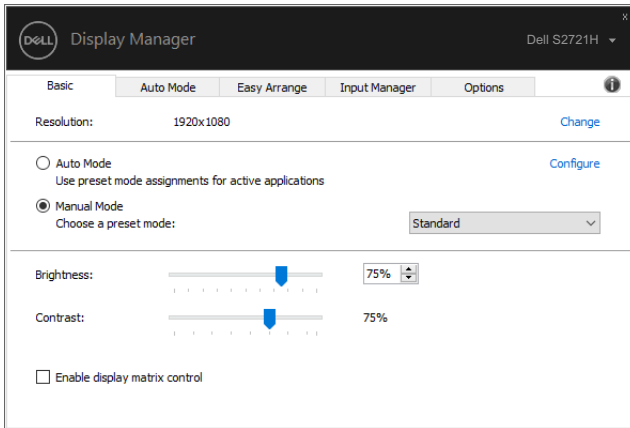 x
DELL Display Manager Dell S2721H
Basic Auto Mode Easy Arrange Input Manager Options i
Resolution: 1920x1080 Change
Auto Mode Configure
Use preset mode assignments for active applications
Manual Mode
Choose a preset mode: Standard
Brightness: 75%
Contrast: 75%
Enable display matrix control